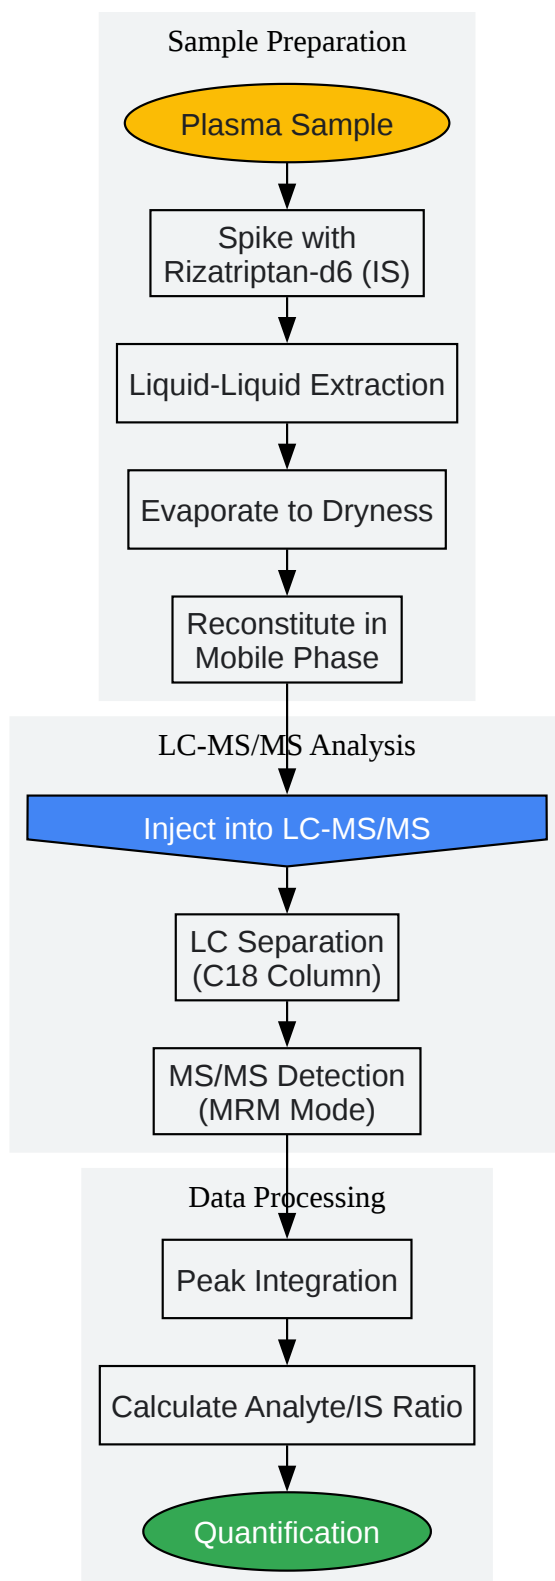 Sample Preparation
Plasma Sample
Spike with
Rizatriptan-d6 (IS)
Liquid-Liquid Extraction
Evaporate to Dryness
Reconstitute in
Mobile Phase
LC-MS/MS Analysis
Inject into LC-MS/MS
LC Separation
(C18 Column)
MS/MS Detection
(MRM Mode)
Data Processing
Peak Integration
Calculate Analyte/IS Ratio
Quantification